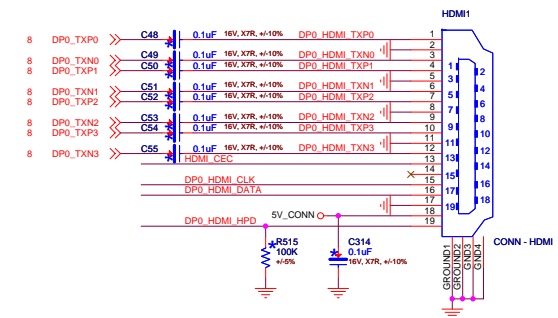 HDMI1
8 DP0_TXP0 C48 0.1uF 16V, X7R, +/-10% DP0_HDMI_TXP0 1
2
8 DP0_TXN0 C49 0.1uF 16V, X7R, +/-10% DP0_HDMI_TXN0 3
8 DP0_TXP1 C50 0.1uF 16V, X7R, +/-10% DP0_HDMI_TXP1 4
5
8 DP0_TXN1 C51 0.1uF 16V, X7R, +/-10% DP0_HDMI_TXN1 6
8 DP0_TXP2 C52 0.1uF 16V, X7R, +/-10% DP0_HDMI_TXP2 7
8
8 DP0_TXN2 C53 0.1uF 16V, X7R, +/-10% DP0_HDMI_TXN2 9
8 DP0_TXP3 C54 0.1uF 16V, X7R, +/-10% DP0_HDMI_TXP3 10
11
8 DP0_TXN3 C55 0.1uF 16V, X7R, +/-10% DP0_HDMI_TXN3 12
HDMI_CEC 13
14
DP0_HDMI_CLK 15
DP0_HDMI_DATA 16
17
5V_CONN 18
DP0_HDMI_HPD 19
1 2
3 4
5 6
7 8
9 10
11 12
13 14
15 16
17 18
19
R515
100K
+/-5%
C314
0.1uF
16V, X7R, +/-10%
CONN - HDMI
GROUND1
GROUND2
GND3
GND4